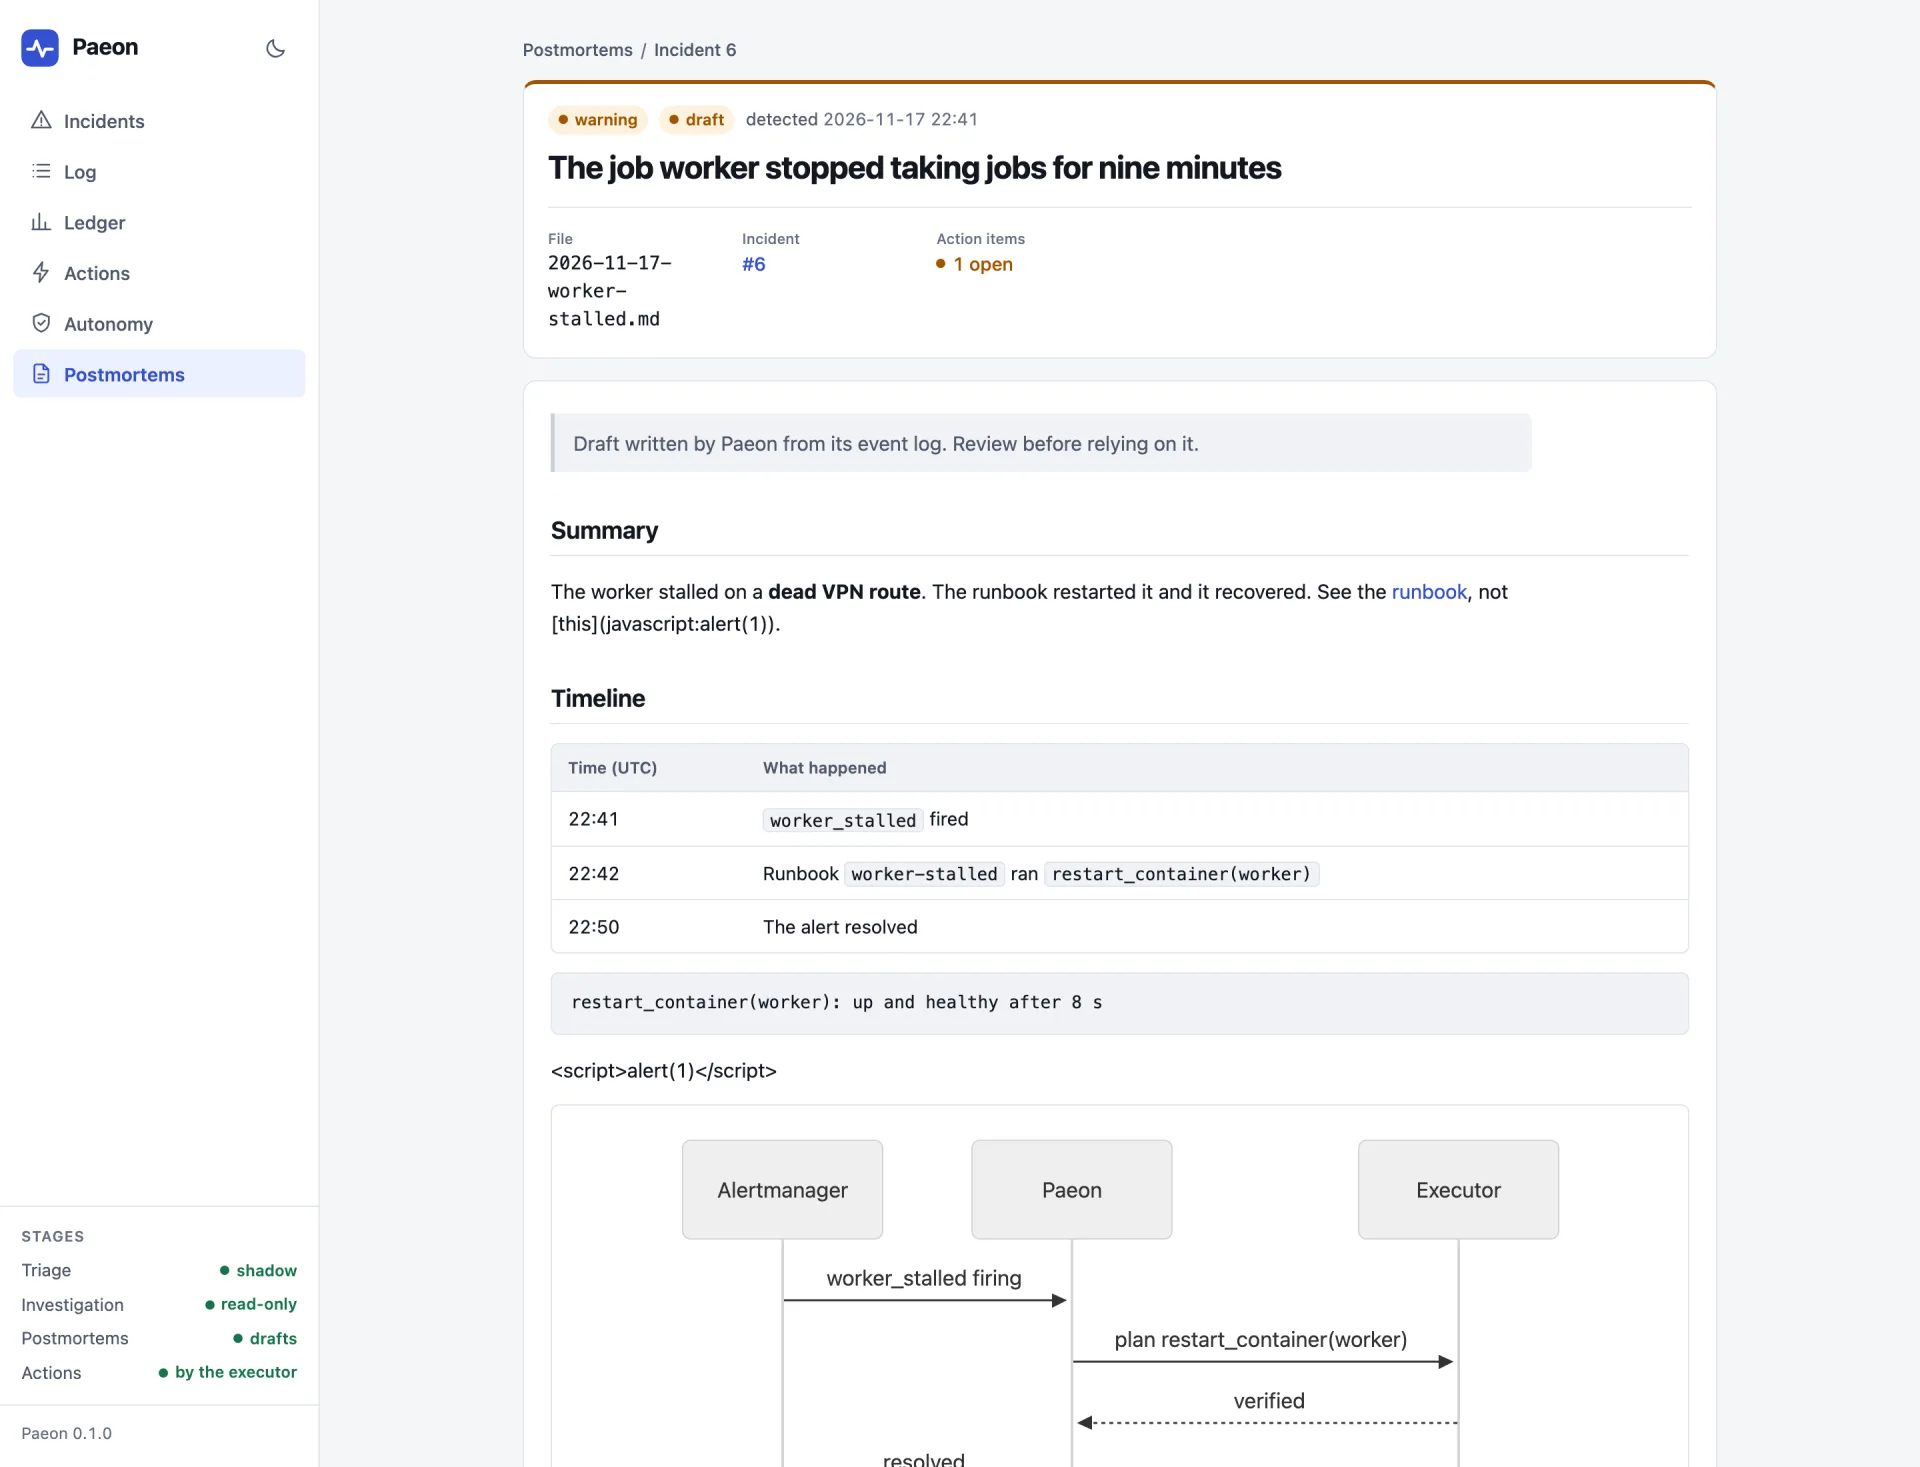 Paeon
Incidents
Log
Ledger
Actions
Autonomy
Postmortems
STAGES
Triage shadow
Investigation read-only
Postmortems drafts
Actions by the executor
Paeon 0.1.0
Postmortems / Incident 6
warning draft detected 2026-11-17 22:41
The job worker stopped taking jobs for nine minutes
File
2026-11-17-
worker-
stalled.md
Incident
#6
Action items
1 open
Draft written by Paeon from its event log. Review before relying on it.
Summary
The worker stalled on a dead VPN route. The runbook restarted it and it recovered. See the runbook, not
[this](javascript:alert(1)).
Timeline
Time (UTC) What happened
22:41 worker_stalled fired
22:42 Runbook worker-stalled ran restart_container(worker)
22:50 The alert resolved
restart_container(worker): up and healthy after 8 s
<script>alert(1)</script>
Alertmanager Paeon Executor
worker_stalled firing
plan restart_container(worker)
verified
resolved